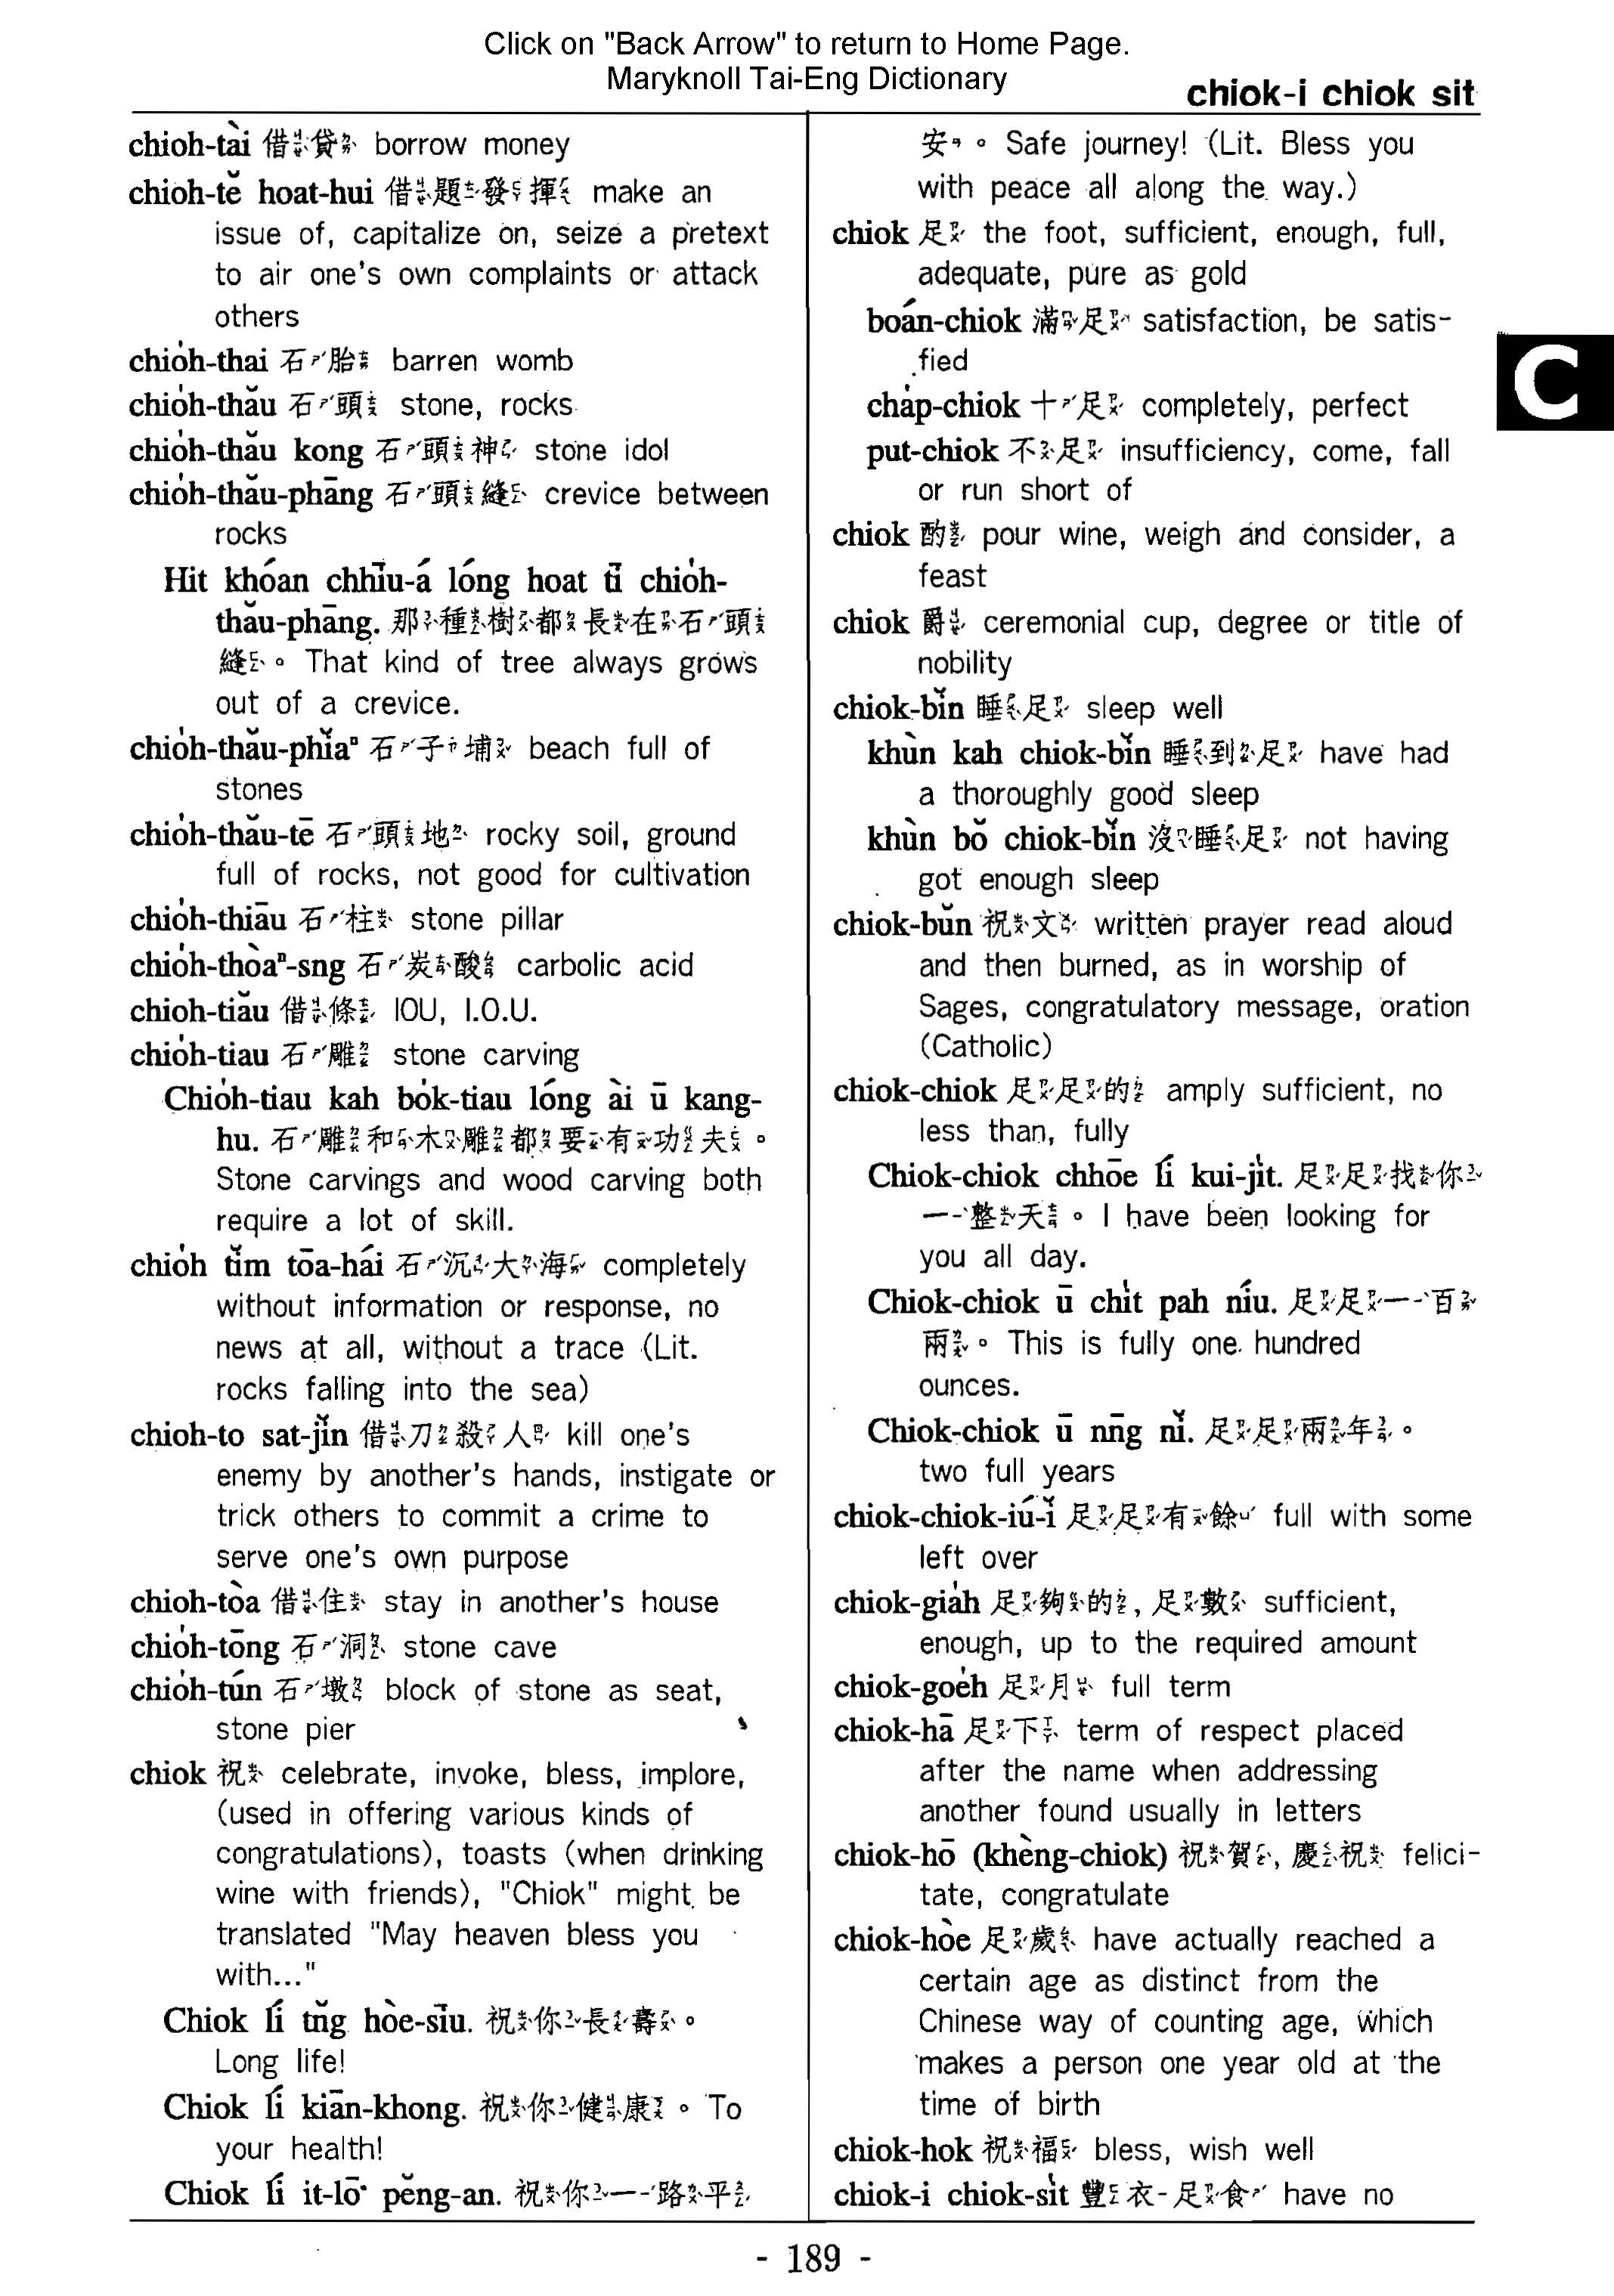 Click on "Back Arrow" to return to Home Page.
Maryknoll Tai-Eng Dictionary
chiok-i chiok sit
chioh-tài 借貸 borrow money
chioh-tĕ hoat-hui 借題發揮 make an
issue of, capitalize on, seize a pretext
to air one's own complaints or attack
others
chio̍h-thai 石胎 barren womb
chio̍h-thău 石頭 stone, rocks
chio̍h-thău kong 石頭神 stone idol
chio̍h-thău-phāng 石頭縫 crevice between
rocks
Hit khóan chhīu-á lóng hoat tī chio̍h-
thău-phāng. 那種樹都長在石頭
縫。 That kind of tree always grows
out of a crevice.
chio̍h-thău-phĭaⁿ 石子埔 beach full of
stones
chio̍h-thău-tē 石頭地 rocky soil, ground
full of rocks, not good for cultivation
chio̍h-thiāu 石柱 stone pillar
chio̍h-thòaⁿ-sng 石炭酸 carbolic acid
chioh-tiău 借條 IOU, I.O.U.
chio̍h-tiau 石雕 stone carving
Chio̍h-tiau kah bo̍k-tiau lóng ài ū kang-
hu. 石雕和木雕都要有功夫。
Stone carvings and wood carving both
require a lot of skill.
chio̍h tĭm tōa-hái 石沉大海 completely
without information or response, no
news at all, without a trace (Lit.
rocks falling into the sea)
chioh-to sat-jĭn 借刀殺人 kill one's
enemy by another's hands, instigate or
trick others to commit a crime to
serve one's own purpose
chioh-tòa 借住 stay in another's house
chio̍h-tōng 石洞 stone cave
chio̍h-tún 石墩 block of stone as seat,
stone pier
chiok 祝 celebrate, invoke, bless, implore,
(used in offering various kinds of
congratulations), toasts (when drinking
wine with friends), "Chiok" might be
translated "May heaven bless you
with..."
Chiok lí tn̆g hòe-sīu. 祝你長壽。
Long life!
Chiok lí kiān-khong. 祝你健康。 To
your health!
Chiok lí it-lō͘ pĕng-an. 祝你一路平
安。 Safe journey! (Lit. Bless you
with peace all along the way.)
chiok 足 the foot, sufficient, enough, full,
adequate, pure as gold
boán-chiok 滿足 satisfaction, be satis-
fied
cha̍p-chiok 十足 completely, perfect
put-chiok 不足 insufficiency, come, fall
or run short of
chiok 酌 pour wine, weigh and consider, a
feast
chiok 爵 ceremonial cup, degree or title of
nobility
chiok-bĭn 睡足 sleep well
khùn kah chiok-bĭn 睡到足 have had
a thoroughly good sleep
khùn bŏ chiok-bĭn 沒睡足 not having
got enough sleep
chiok-bŭn 祝文 written prayer read aloud
and then burned, as in worship of
Sages, congratulatory message, oration
(Catholic)
chiok-chiok 足足的 amply sufficient, no
less than, fully
Chiok-chiok chhōe lí kui-ji̍t. 足足找你
一整天。 I have been looking for
you all day.
Chiok-chiok ū chi̍t pah níu. 足足一百
兩。 This is fully one hundred
ounces.
Chiok-chiok ū nn̄g nĭ. 足足兩年。
two full years
chiok-chiok-iú-ĭ 足足有餘 full with some
left over
chiok-gia̍h 足夠的, 足數 sufficient,
enough, up to the required amount
chiok-goe̍h 足月 full term
chiok-hā 足下 term of respect placed
after the name when addressing
another found usually in letters
chiok-hō (khèng-chiok) 祝賀, 慶祝 felici-
tate, congratulate
chiok-hòe 足歲 have actually reached a
certain age as distinct from the
Chinese way of counting age, which
makes a person one year old at the
time of birth
chiok-hok 祝福 bless, wish well
chiok-i chiok-si̍t 豐衣足食 have no
C
- 189 -